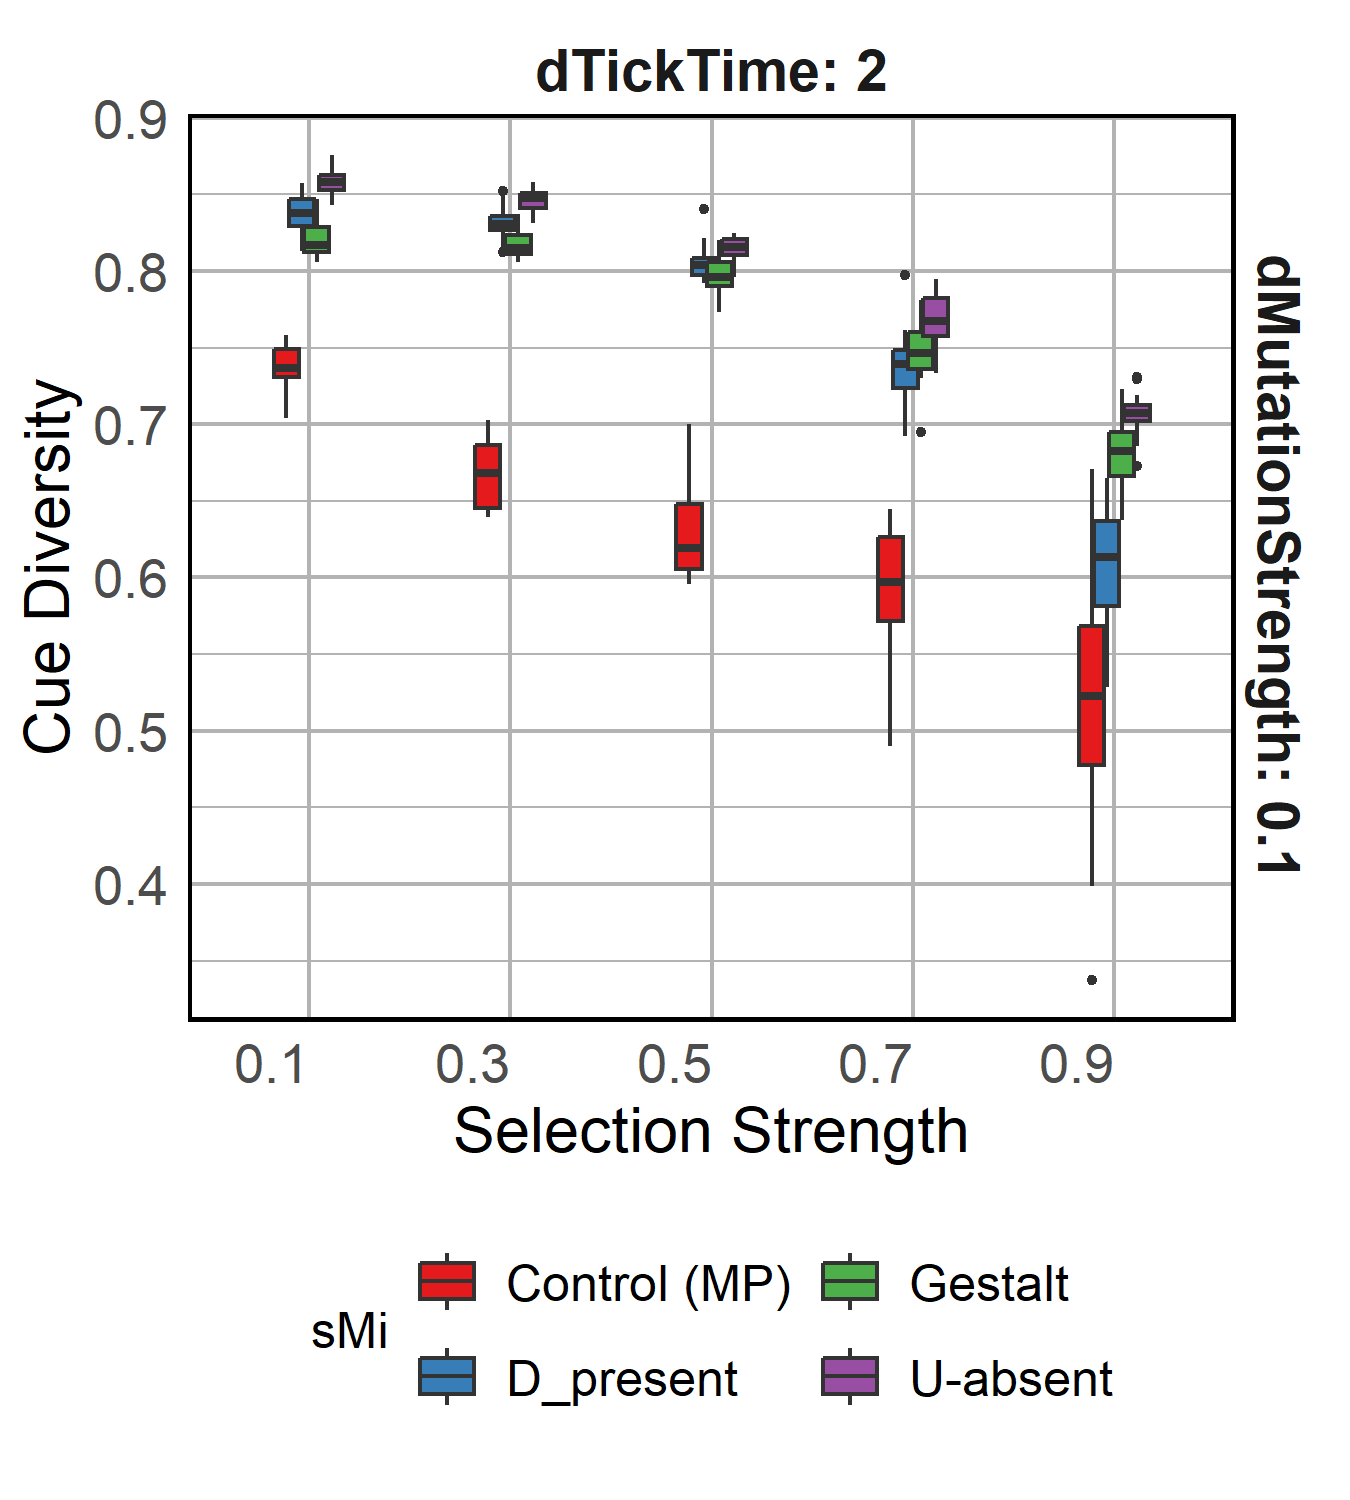 dTickTime: 2
0.9
0.8
0.7
0.6
0.5
0.4
Cue Diversity
dMutationStrength: 0.1
0.1 0.3 0.5 0.7 0.9
Selection Strength
sMi
Control (MP) Gestalt
D_present U-absent